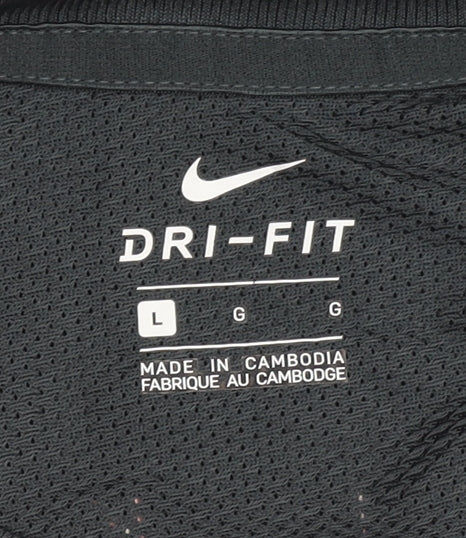 DRI-FIT
L G G
MADE IN CAMBODIA
FABRIQUE AU CAMBODGE